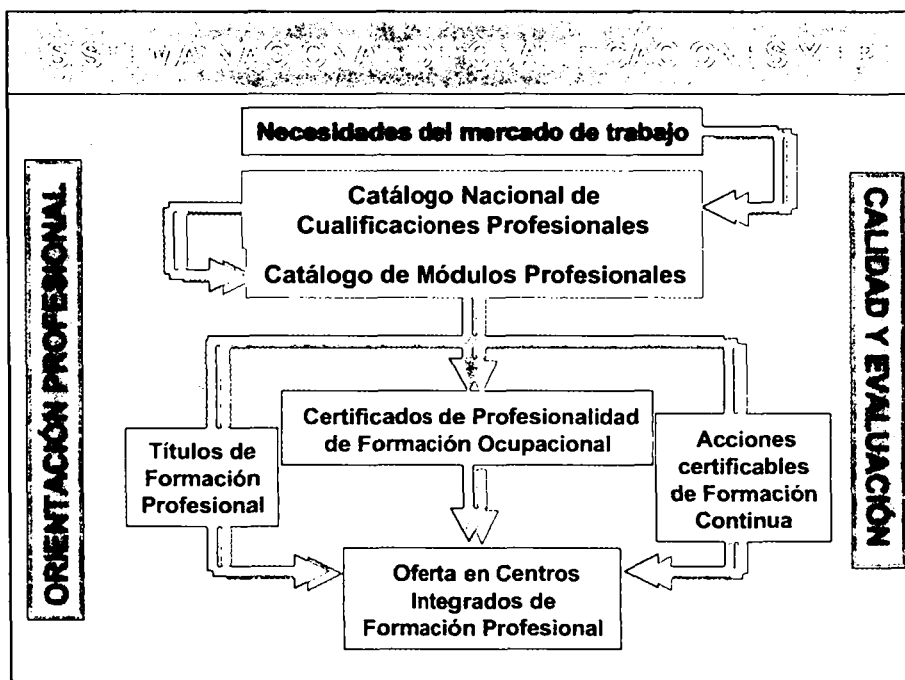 Necesidades del mercado de trabajo
Catálogo Nacional de
Cualificaciones Profesionales
Catálogo de Módulos Profesionales
ORIENTACIÓN PROFESIONAL
CALIDAD Y EVALUACIÓN
Títulos de
Formación
Profesional
Certificados de Profesionalidad
de Formación Ocupacional
Acciones
certificables
de Formación
Continua
Oferta en Centros
Integrados de
Formación Profesional